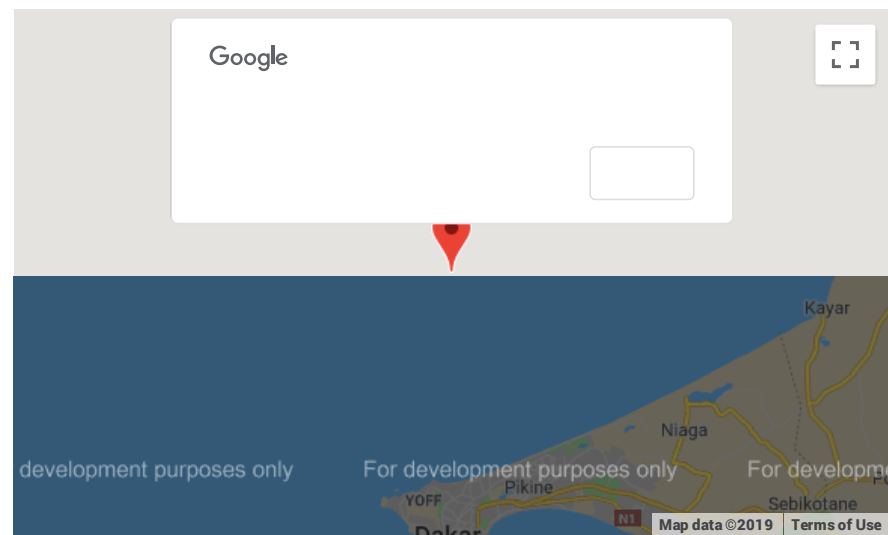 Google
Kayar
Niaga
development purposes only
For development purposes only
For developme
Pikine
YOFF
Sebikotane
N1
Dakar
Map data ©2019
Terms of Use